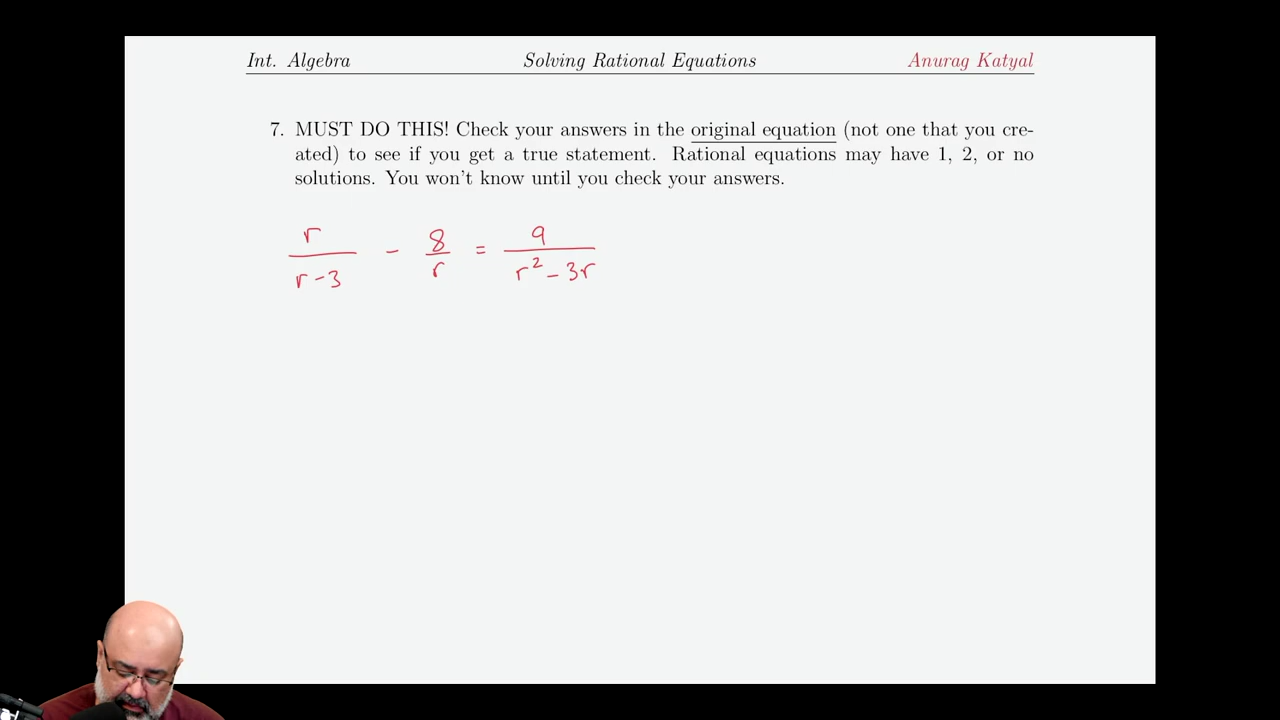 Int. Algebra Solving Rational Equations Anurag Katyal
7. MUST DO THIS! Check your answers in the original equation (not one that you cre-
ated) to see if you get a true statement. Rational equations may have 1, 2, or no
solutions. You won't know until you check your answers.
r/(r-3) - 8/r = 9/(r² - 3r)